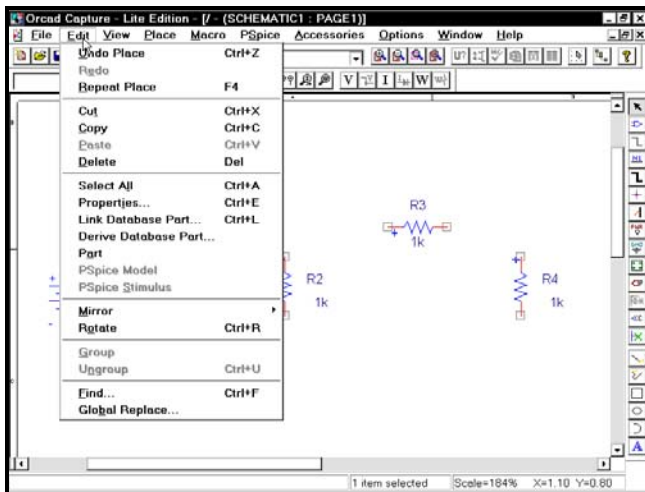 Orcad Capture - Lite Edition - [/ - (SCHEMATIC1 : PAGE1)]
File Edit View Place Macro PSpice Accessories Options Window Help
Undo Place Ctrl+Z
Redo
Repeat Place F4
Cut Ctrl+X
Copy Ctrl+C
Paste Ctrl+V
Delete Del
Select All Ctrl+A
Properties... Ctrl+E
Link Database Part... Ctrl+L
Derive Database Part...
Part
PSpice Model
PSpice Stimulus
Mirror
Rotate Ctrl+R
Group
Ungroup Ctrl+U
Find... Ctrl+F
Global Replace...
U?
V I W
R3
1k
R2
1k
R4
1k
A
1 item selected Scale=184% X=1.10 Y=0.80